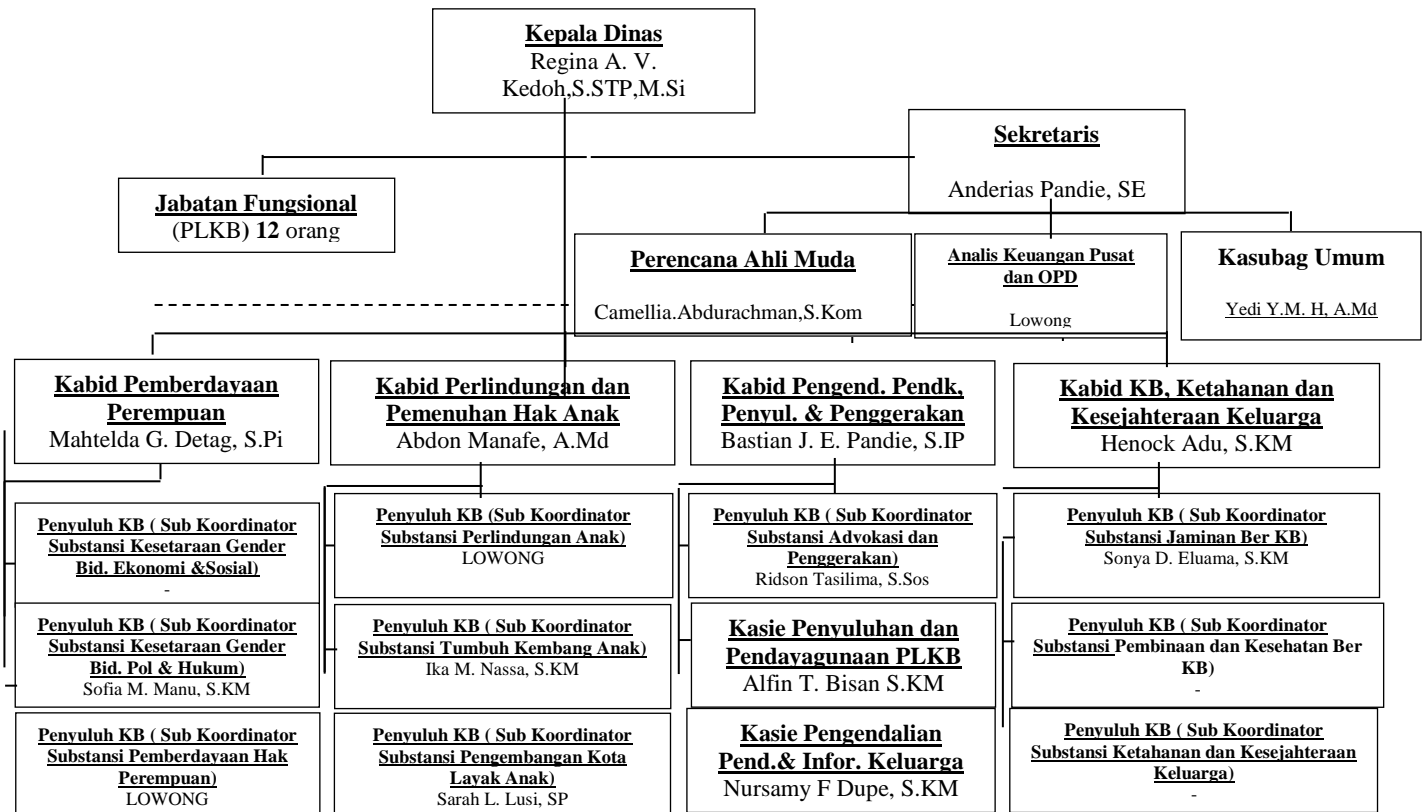 Kepala Dinas
Regina A. V.
Kedoh,S.STP,M.Si
Sekretaris
Anderias Pandie, SE
Jabatan Fungsional
(PLKB) 12 orang
Perencana Ahli Muda
Camellia.Abdurachman,S.Kom
Analis Keuangan Pusat
dan OPD
Lowong
Kasubag Umum
Yedi Y.M. H, A.Md
Kabid Pemberdayaan
Perempuan
Mahtelda G. Detag, S.Pi
Kabid Perlindungan dan
Pemenuhan Hak Anak
Abdon Manafe, A.Md
Kabid Pengend. Pendk,
Penyul. & Penggerakan
Bastian J. E. Pandie, S.IP
Kabid KB, Ketahanan dan
Kesejahteraan Keluarga
Henock Adu, S.KM
Penyuluh KB ( Sub Koordinator
Substansi Kesetaraan Gender
Bid. Ekonomi &Sosial)
-
Penyuluh KB (Sub Koordinator
Substansi Perlindungan Anak)
LOWONG
Penyuluh KB ( Sub Koordinator
Substansi Advokasi dan
Penggerakan)
Ridson Tasilima, S.Sos
Penyuluh KB ( Sub Koordinator
Substansi Jaminan Ber KB)
Sonya D. Eluama, S.KM
Penyuluh KB ( Sub Koordinator
Substansi Kesetaraan Gender
Bid. Pol & Hukum)
Sofia M. Manu, S.KM
Penyuluh KB ( Sub Koordinator
Substansi Tumbuh Kembang Anak)
Ika M. Nassa, S.KM
Kasie Penyuluhan dan
Pendayagunaan PLKB
Alfin T. Bisan S.KM
Penyuluh KB ( Sub Koordinator
Substansi Pembinaan dan Kesehatan Ber
KB)
-
Penyuluh KB ( Sub Koordinator
Substansi Pemberdayaan Hak
Perempuan)
LOWONG
Penyuluh KB ( Sub Koordinator
Substansi Pengembangan Kota
Layak Anak)
Sarah L. Lusi, SP
Kasie Pengendalian
Pend.& Infor. Keluarga
Nursamy F Dupe, S.KM
Penyuluh KB ( Sub Koordinator
Substansi Ketahanan dan Kesejahteraan
Keluarga)
-